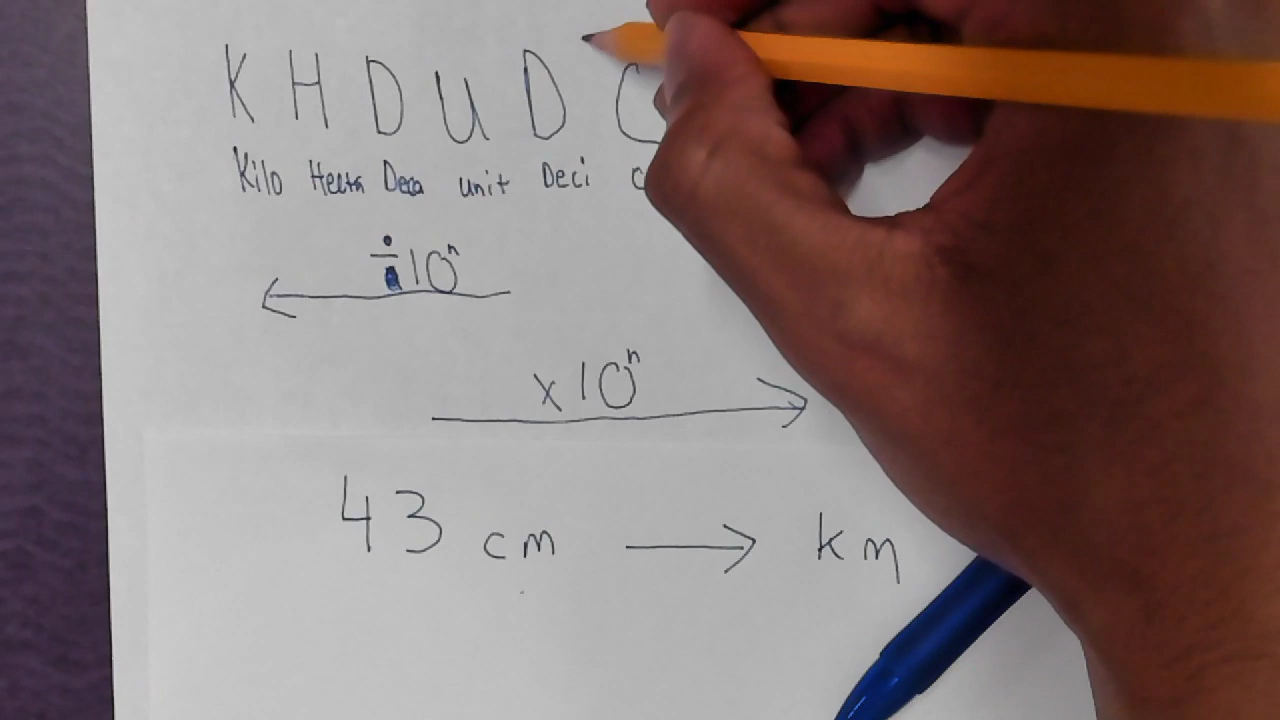 K H D U D C
Kilo Hecta Deca unit Deci
÷10ⁿ
x10ⁿ
43 cm → km